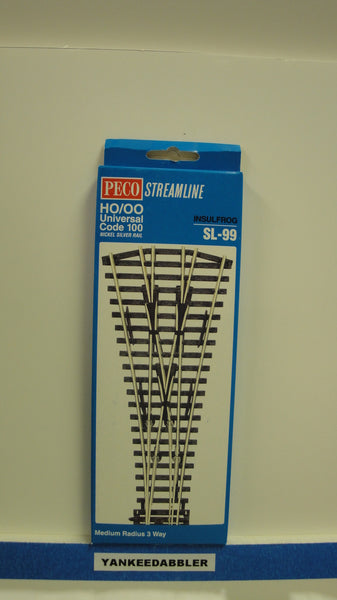 PECO STREAMLINE
HO/OO
Universal
Code 100
NICKEL SILVER RAIL
INSULFROG
SL-99
Medium Radius 3 Way
YANKEEDABBLER